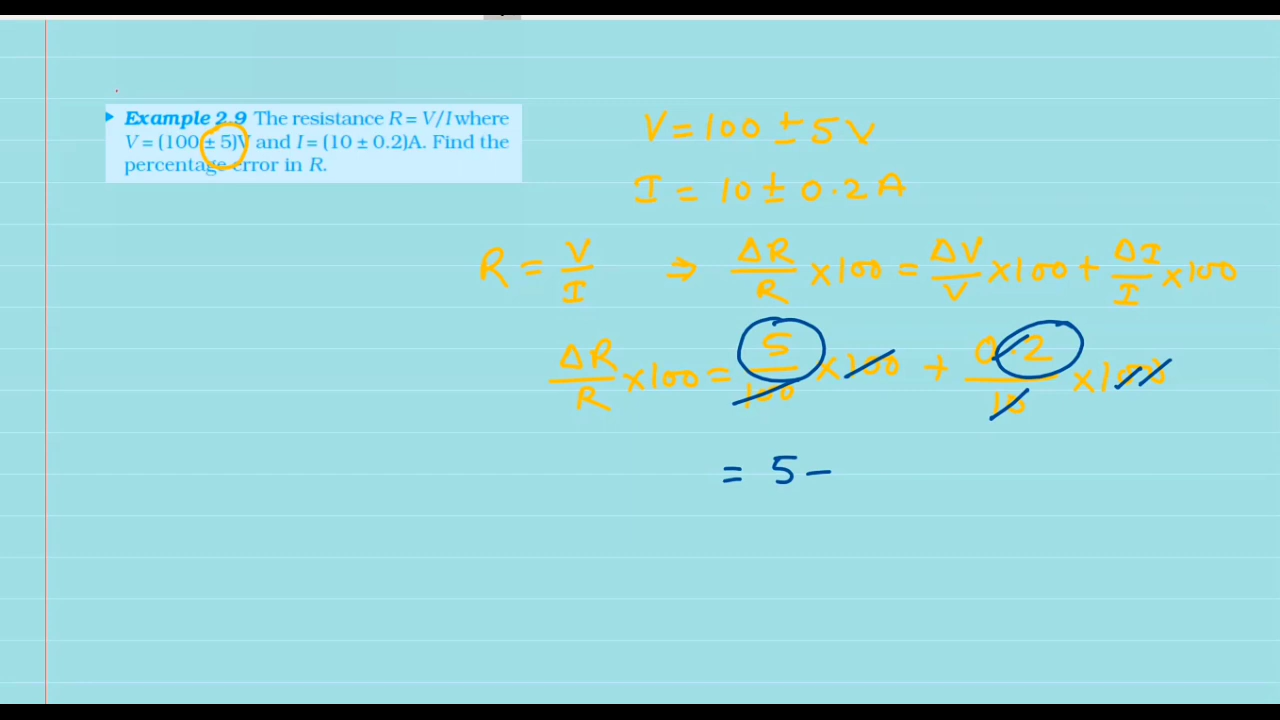 Example 2.9 The resistance R = V/I where
V = (100 ± 5)V and I = (10 ± 0.2)A. Find the
percentage error in R.
V = 100 ± 5 V
I = 10 ± 0.2 A
R = V/I ⇒ ΔR/R ×100 = ΔV/V ×100 + ΔI/I ×100
ΔR/R ×100 = 5/100 ×100 + 0.2/10 ×100
= 5 –